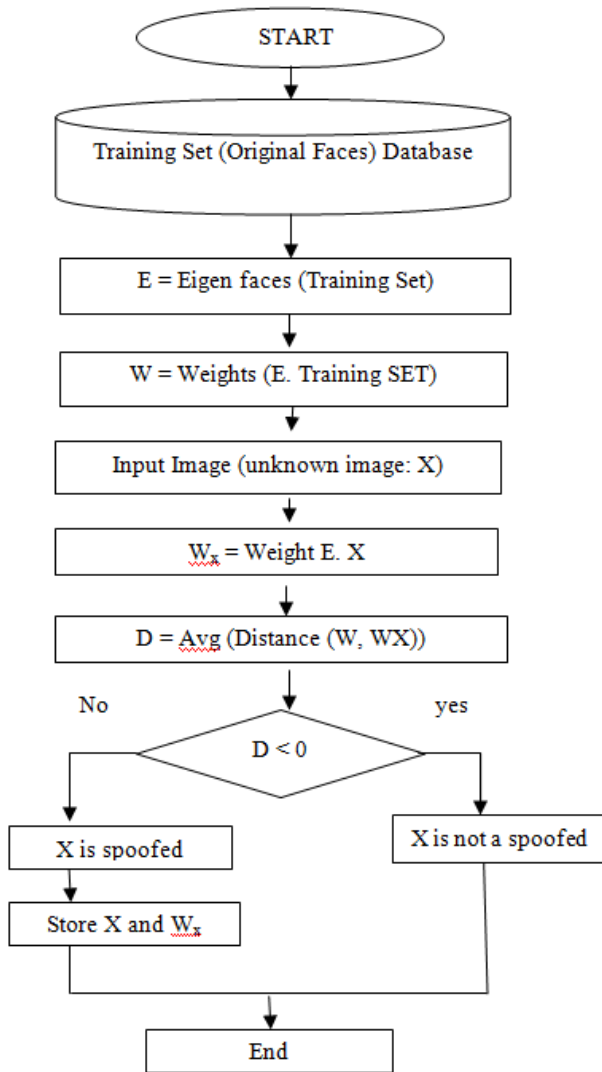 START
Training Set (Original Faces) Database
E = Eigen faces (Training Set)
W = Weights (E. Training SET)
Input Image (unknown image: X)
Wx = Weight E. X
D = Avg (Distance (W, WX))
No
yes
D < 0
X is spoofed
X is not a spoofed
Store X and Wx
End